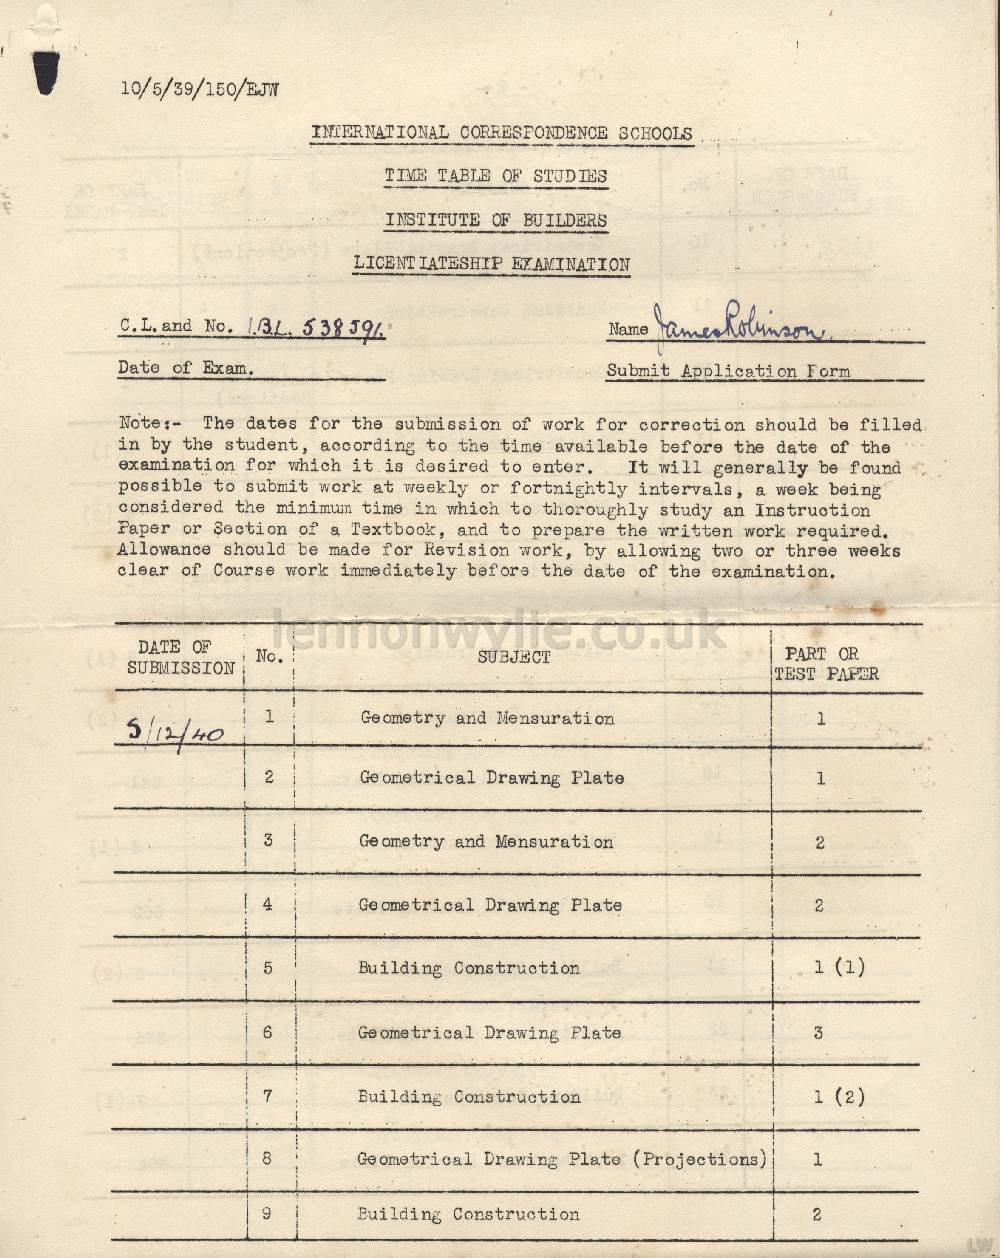 10/5/39/150/EJW
INTERNATIONAL CORRESPONDENCE SCHOOLS
TIME TABLE OF STUDIES
INSTITUTE OF BUILDERS
LICENTIATESHIP EXAMINATION
C.L.and No. I.B.L. 538591. Name James Robinson.
Date of Exam. Submit Application Form
Note:- The dates for the submission of work for correction should be filled
in by the student, according to the time available before the date of the
examination for which it is desired to enter. It will generally be found
possible to submit work at weekly or fortnightly intervals, a week being
considered the minimum time in which to thoroughly study an Instruction
Paper or Section of a Textbook, and to prepare the written work required.
Allowance should be made for Revision work, by allowing two or three weeks
clear of Course work immediately before the date of the examination.
lennonwylie.co.uk
DATE OF SUBMISSION No. SUBJECT PART OR TEST PAPER
5/12/40 1 Geometry and Mensuration 1
2 Geometrical Drawing Plate 1
3 Geometry and Mensuration 2
4 Geometrical Drawing Plate 2
5 Building Construction 1 (1)
6 Geometrical Drawing Plate 3
7 Building Construction 1 (2)
8 Geometrical Drawing Plate (Projections) 1
9 Building Construction 2
LW